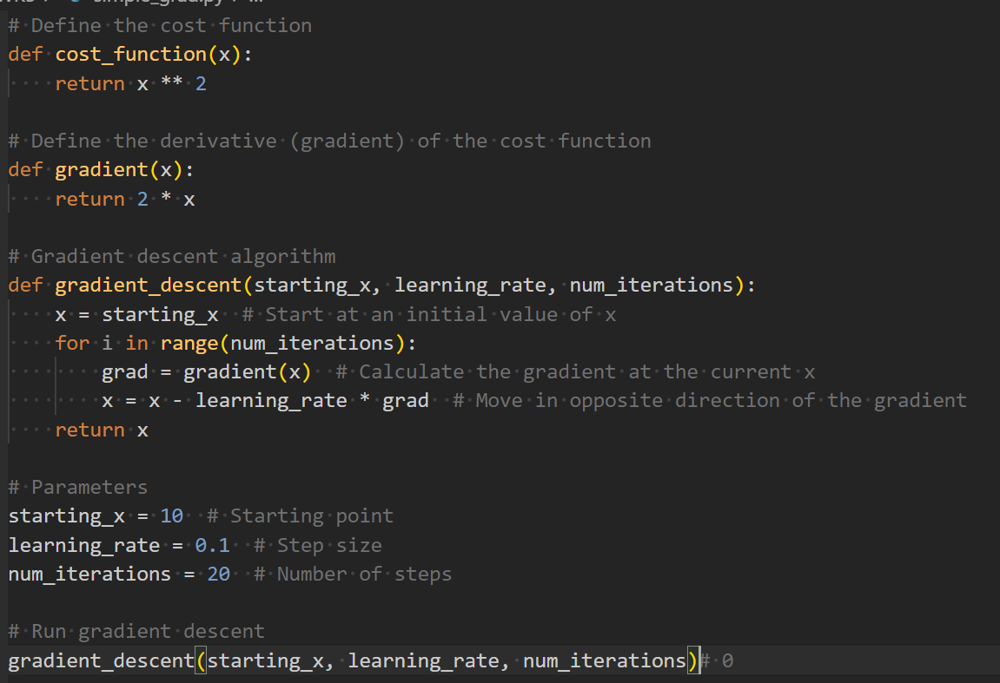 # Define the cost function
def cost_function(x):
    return x ** 2

# Define the derivative (gradient) of the cost function
def gradient(x):
    return 2 * x

# Gradient descent algorithm
def gradient_descent(starting_x, learning_rate, num_iterations):
    x = starting_x  # Start at an initial value of x
    for i in range(num_iterations):
        grad = gradient(x)  # Calculate the gradient at the current x
        x = x - learning_rate * grad  # Move in opposite direction of the gradient
    return x

# Parameters
starting_x = 10  # Starting point
learning_rate = 0.1  # Step size
num_iterations = 20  # Number of steps

# Run gradient descent
gradient_descent(starting_x, learning_rate, num_iterations)# 0